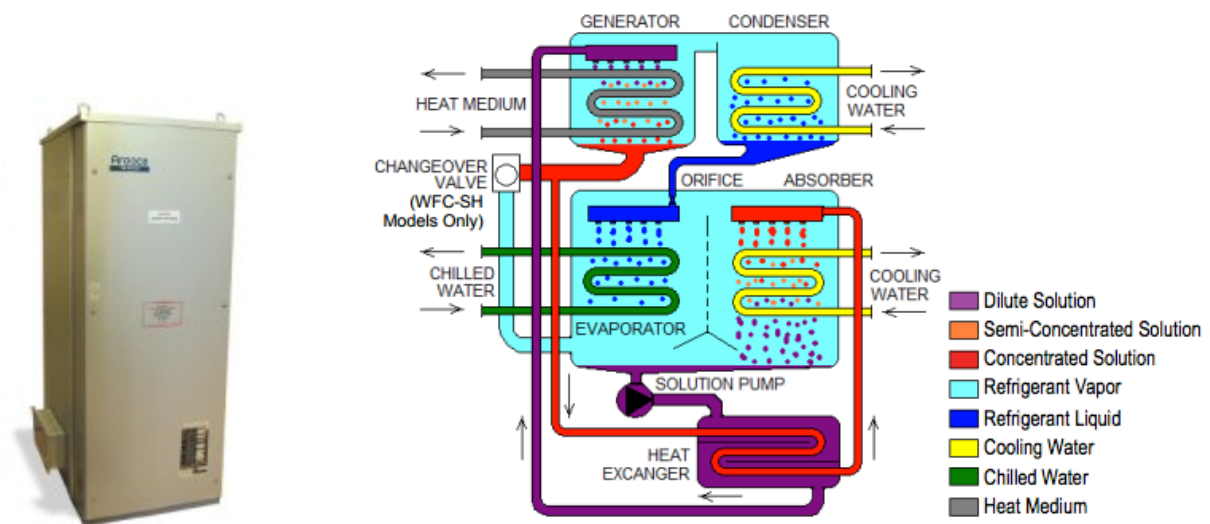 GENERATOR
CONDENSER
HEAT MEDIUM
COOLING
WATER
CHANGEOVER
VALVE
(WFC-SH
Models Only)
ORIFICE
ABSORBER
CHILLED
WATER
COOLING
WATER
EVAPORATOR
SOLUTION PUMP
HEAT
EXCANGER
Dilute Solution
Semi-Concentrated Solution
Concentrated Solution
Refrigerant Vapor
Refrigerant Liquid
Cooling Water
Chilled Water
Heat Medium